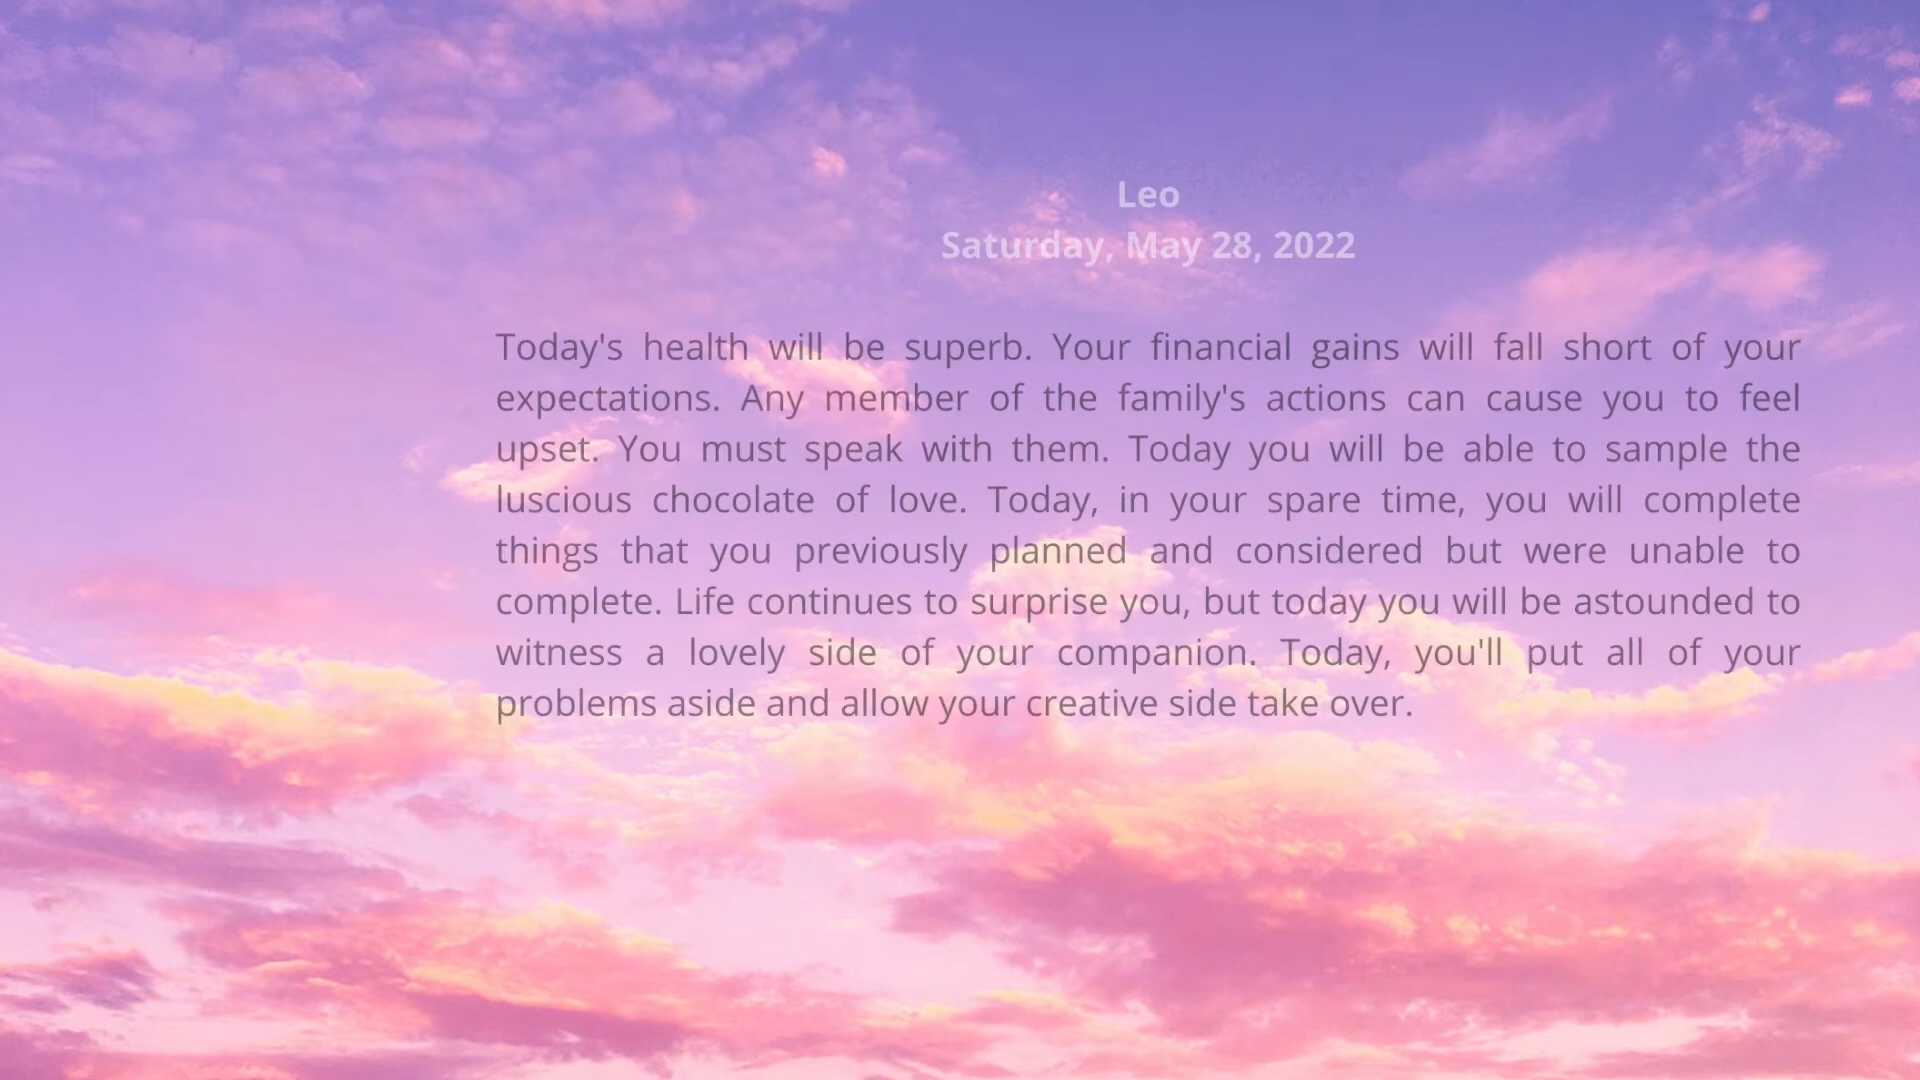 Leo
Saturday, May 28, 2022
Today's health will be superb. Your financial gains will fall short of your
expectations. Any member of the family's actions can cause you to feel
upset. You must speak with them. Today you will be able to sample the
luscious chocolate of love. Today, in your spare time, you will complete
things that you previously planned and considered but were unable to
complete. Life continues to surprise you, but today you will be astounded to
witness a lovely side of your companion. Today, you'll put all of your
problems aside and allow your creative side take over.